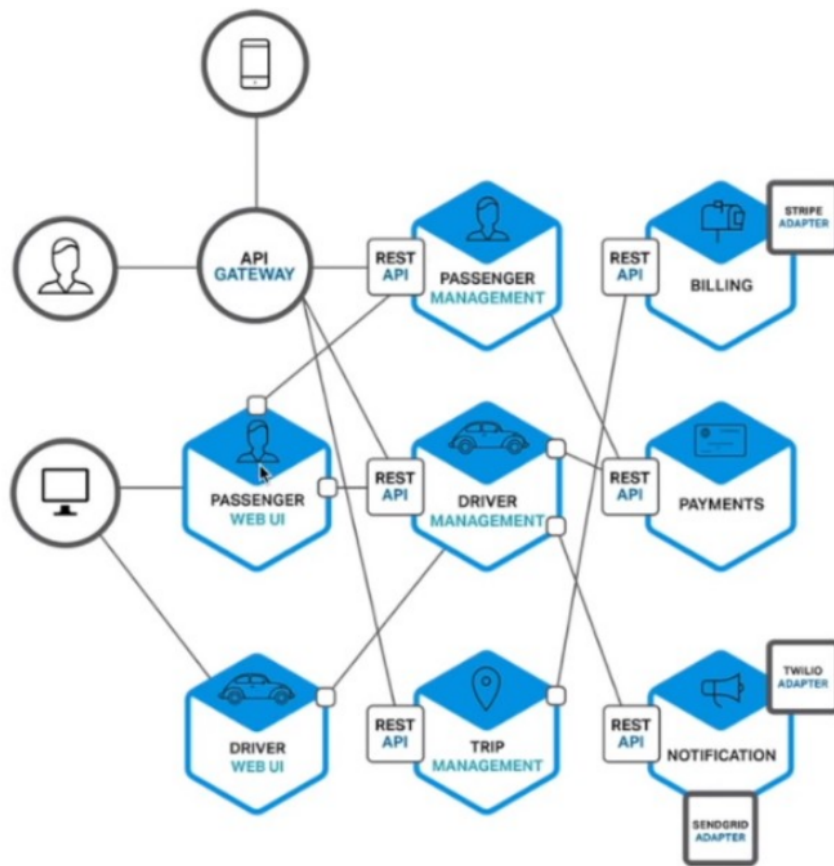 API
GATEWAY
REST
API
PASSENGER
MANAGEMENT
REST
API
BILLING
STRIPE
ADAPTER
PASSENGER
WEB UI
REST
API
DRIVER
MANAGEMENT
REST
API
PAYMENTS
DRIVER
WEB UI
REST
API
TRIP
MANAGEMENT
REST
API
NOTIFICATION
TWILIO
ADAPTER
SENDGRID
ADAPTER